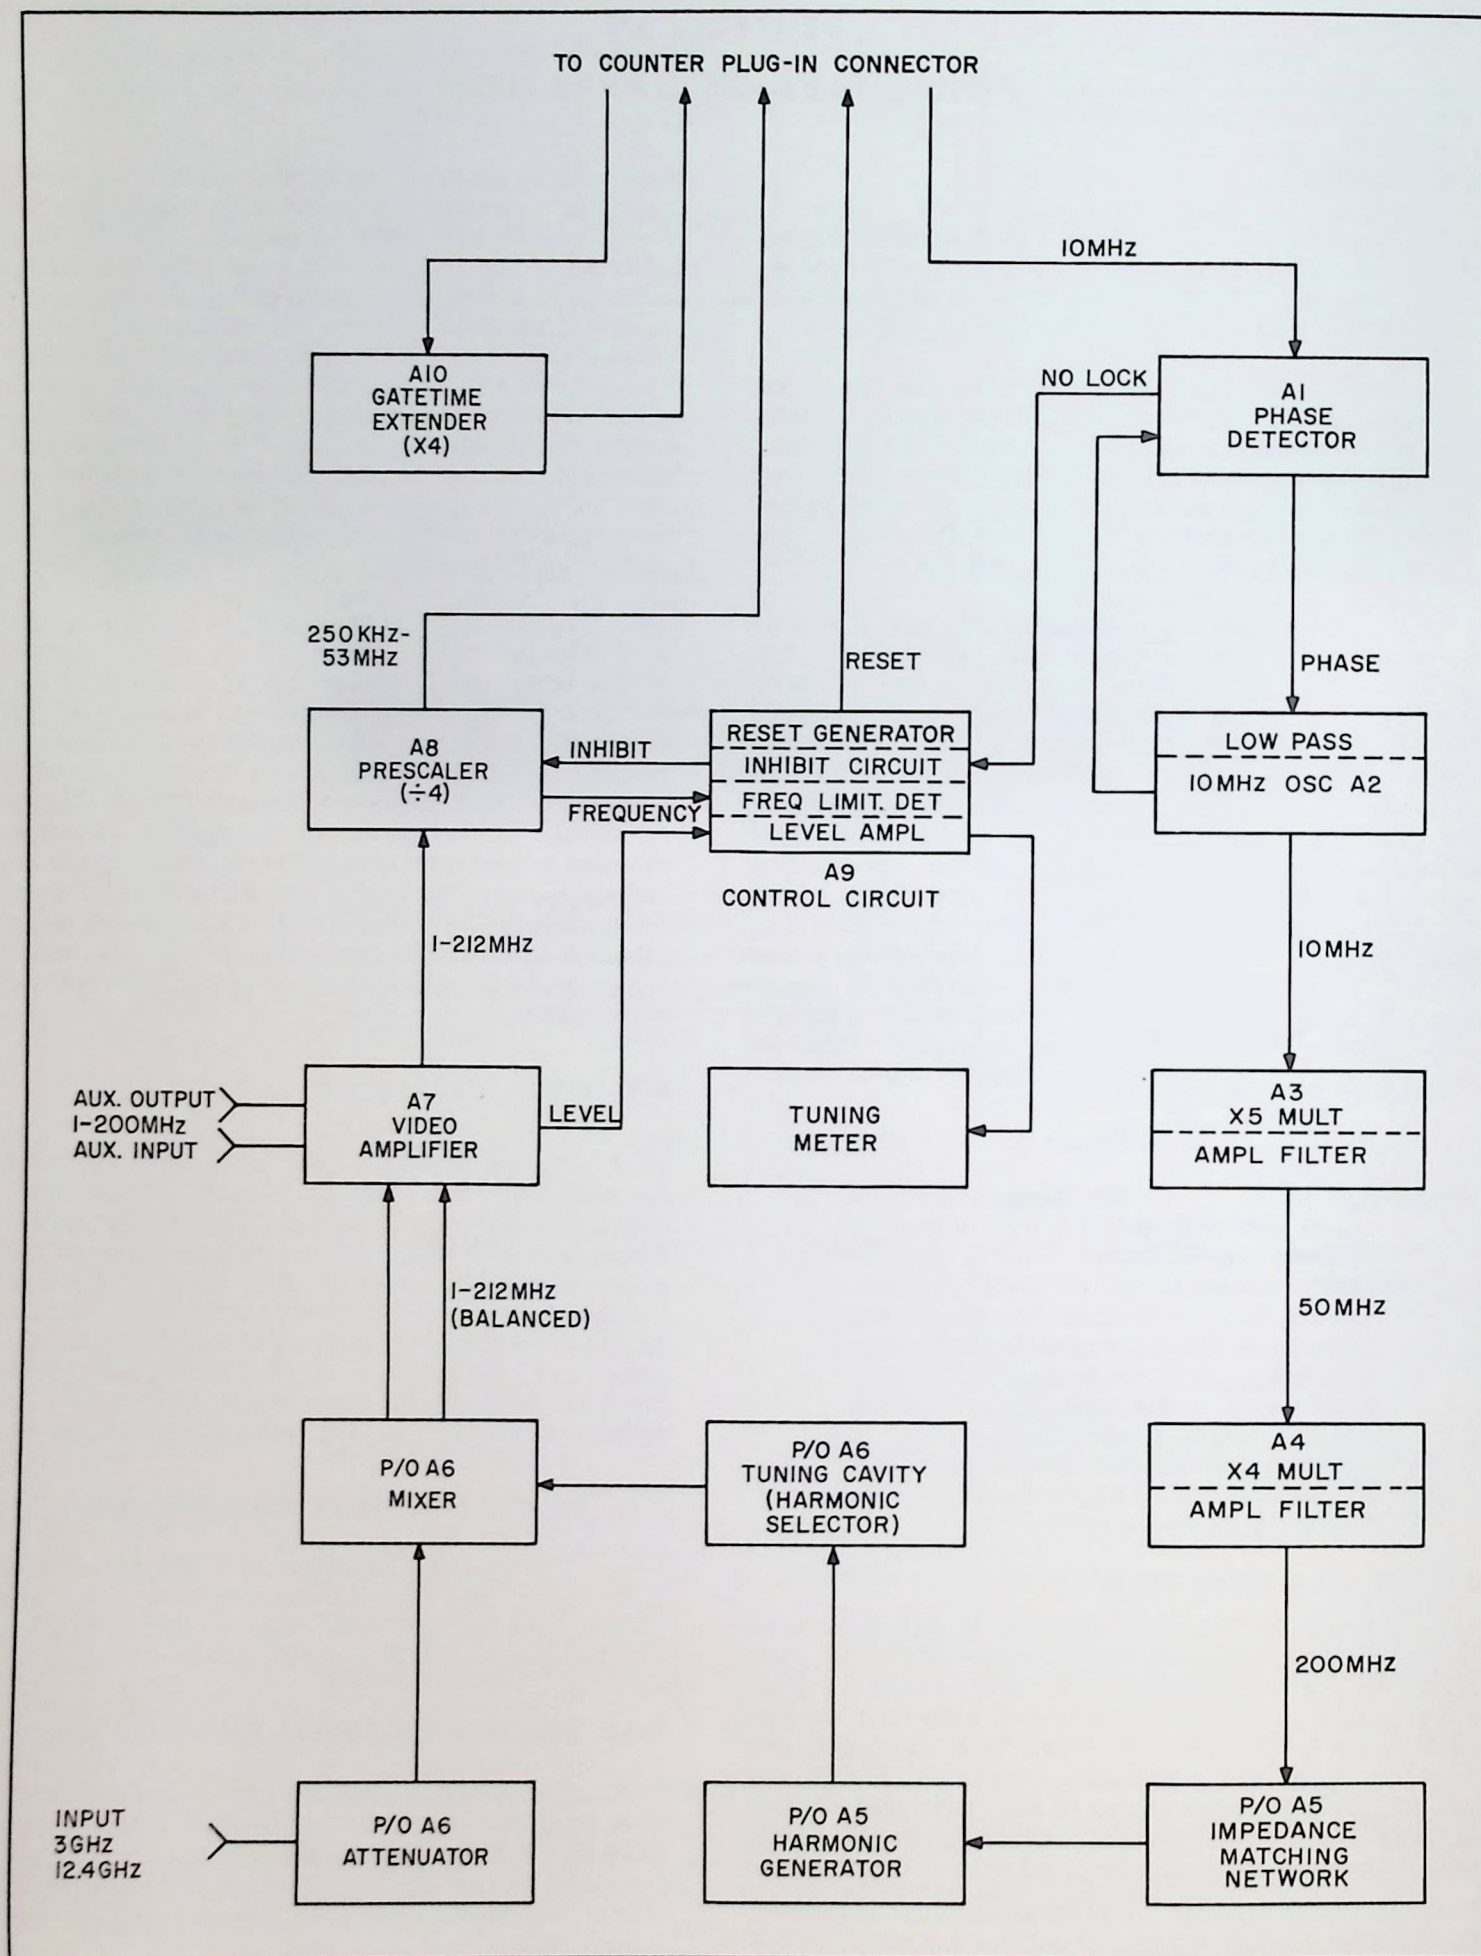 TO COUNTER PLUG-IN CONNECTOR
10MHz
A10
GATETIME
EXTENDER
(X4)
NO LOCK
A1
PHASE
DETECTOR
250KHz-
53MHz
RESET
PHASE
A8
PRESCALER
(÷4)
INHIBIT
FREQUENCY
RESET GENERATOR
INHIBIT CIRCUIT
FREQ LIMIT. DET
LEVEL AMPL
A9
CONTROL CIRCUIT
LOW PASS
10MHz OSC A2
1-212MHz
10MHz
AUX. OUTPUT
1-200MHz
AUX. INPUT
A7
VIDEO
AMPLIFIER
LEVEL
TUNING
METER
A3
X5 MULT
AMPL FILTER
1-212MHz
(BALANCED)
50MHz
P/O A6
MIXER
P/O A6
TUNING CAVITY
(HARMONIC
SELECTOR)
A4
X4 MULT
AMPL FILTER
200MHz
INPUT
3GHz
12.4GHz
P/O A6
ATTENUATOR
P/O A5
HARMONIC
GENERATOR
P/O A5
IMPEDANCE
MATCHING
NETWORK